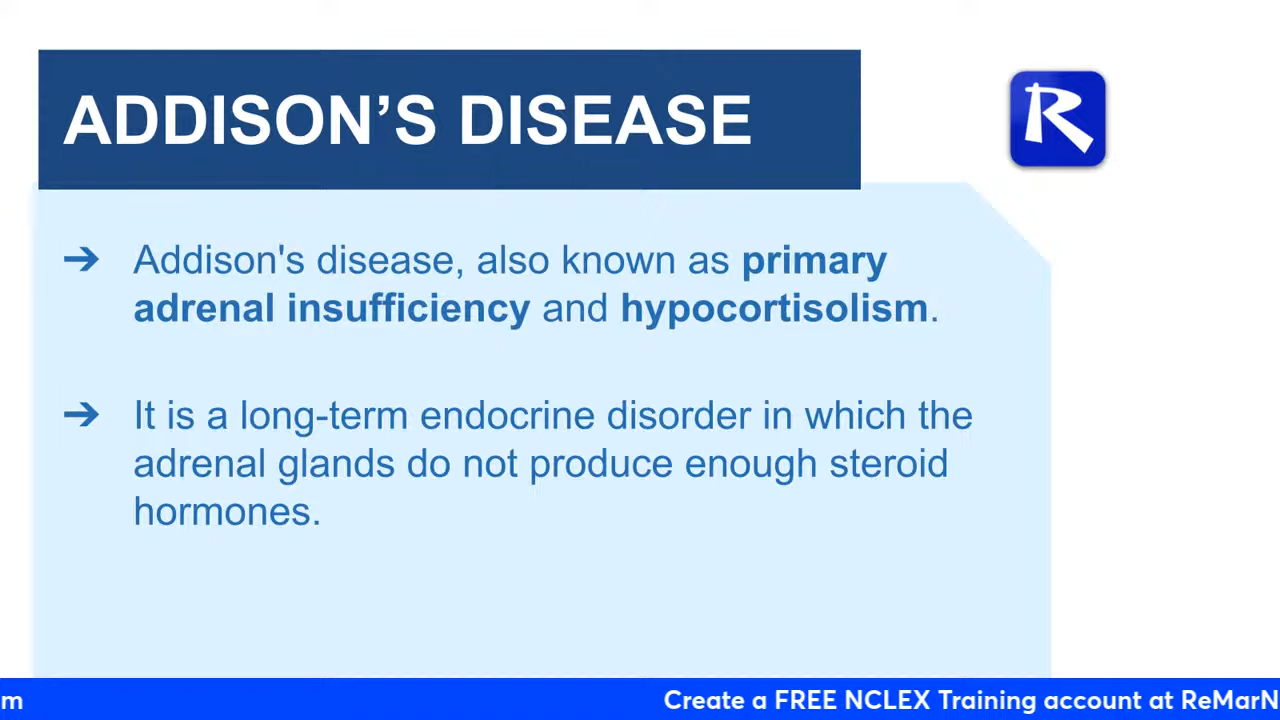 ADDISON’S DISEASE
R
➔ Addison's disease, also known as primary
adrenal insufficiency and hypocortisolism.
➔ It is a long-term endocrine disorder in which the
adrenal glands do not produce enough steroid
hormones.
m Create a FREE NCLEX Training account at ReMarN